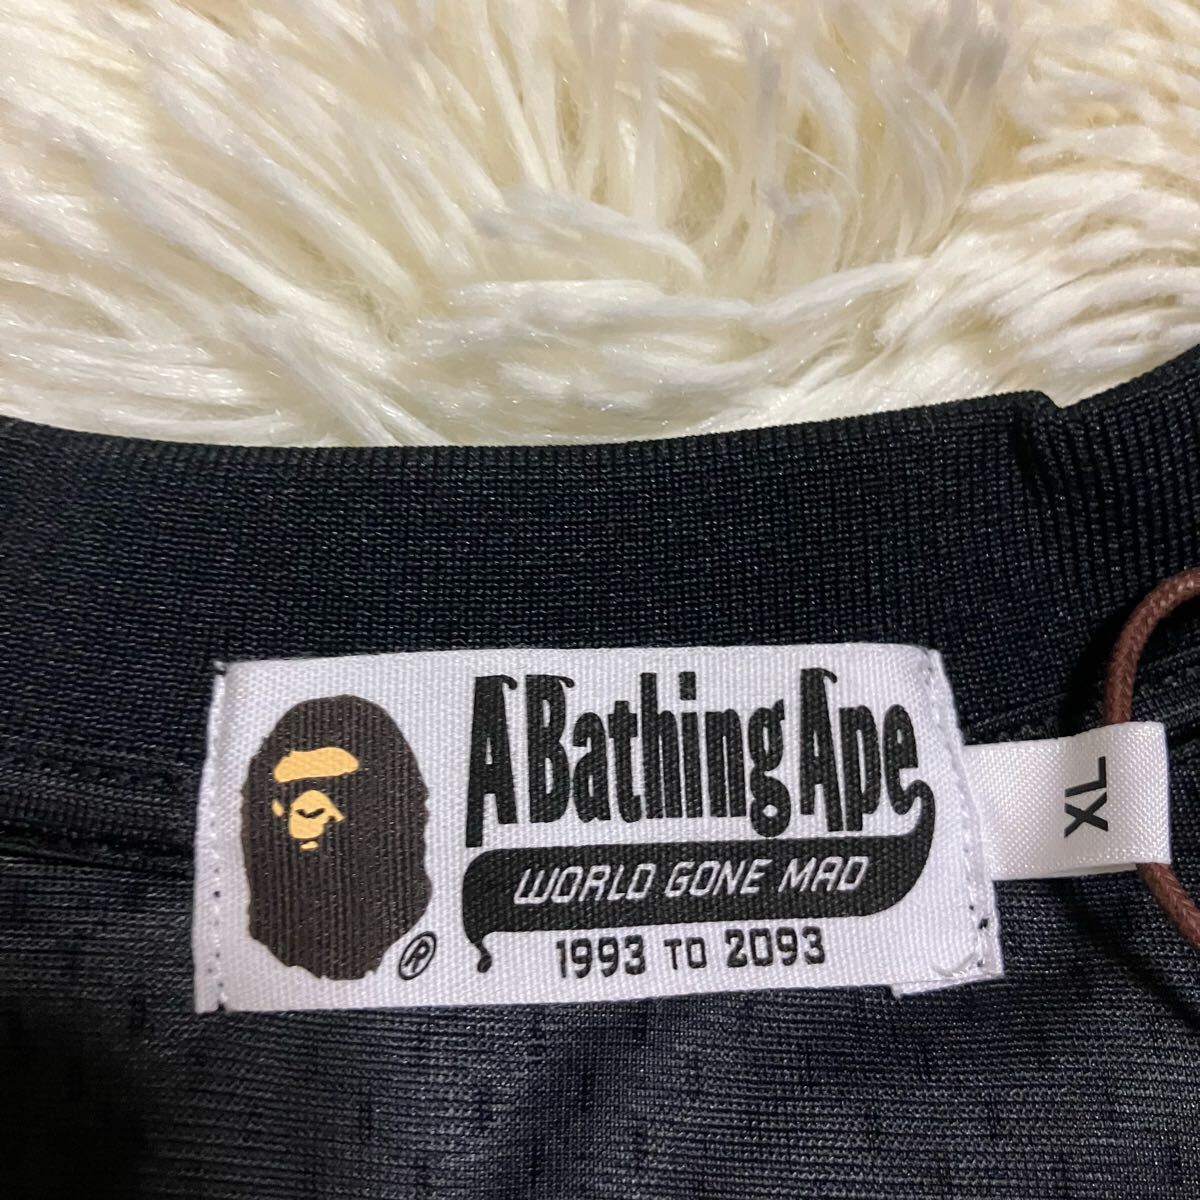 A Bathing Ape
WORLD GONE MAD
1993 TO 2093
®
XL